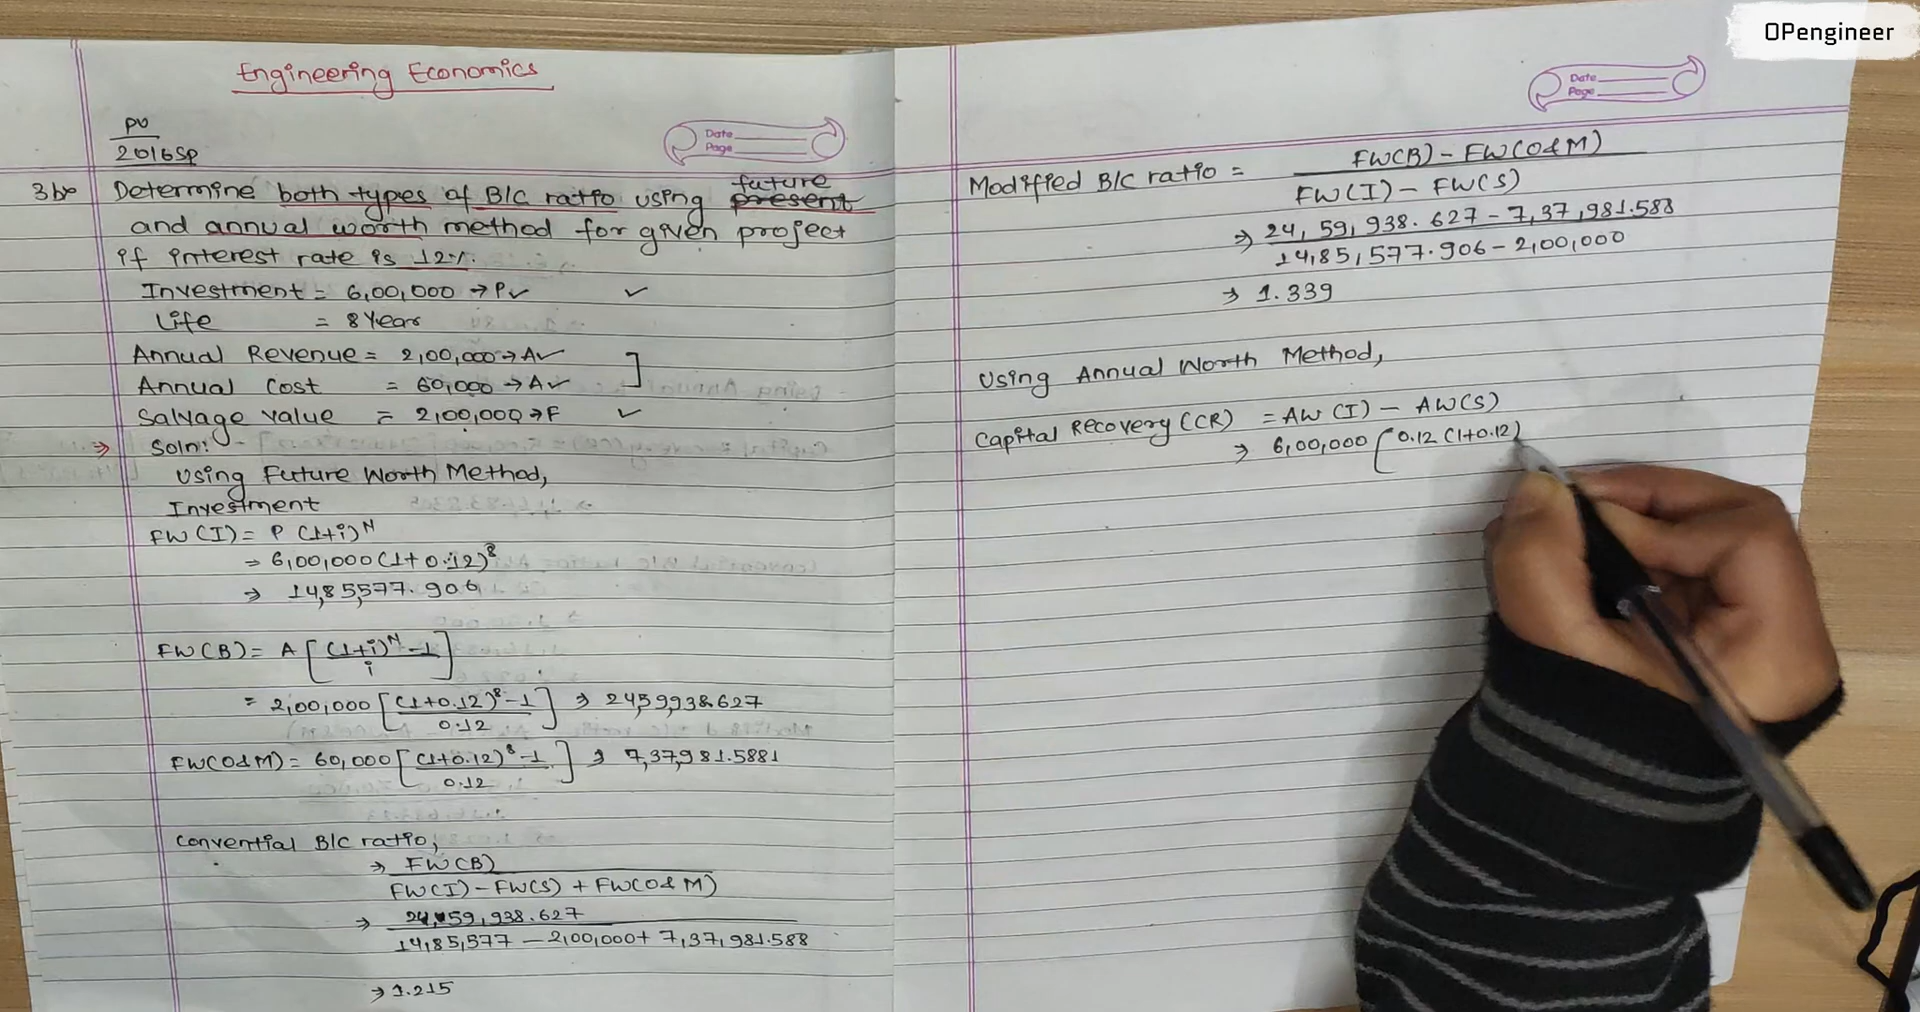 OPengineer
Engineering Economics
PU
2016SP
Date
Page
3b) Determine both types of B/C ratio using present future
and annual worth method for given project
if interest rate is 12%.
Investment = 6,00,000 → P✓ ✓
Life = 8 Year
Annual Revenue = 2,00,000 → A✓
Annual Cost = 60,000 → A✓
Salvage value = 2,00,000 → F ✓
⇒ Soln: -
Using Future Worth Method,
Investment
FW (I) = P (1+i)^N
= 6,00,000 (1+0.12)^8
⇒ 14,85,577.906
FW (B) = A [((1+i)^N - 1)/i]
= 2,00,000 [((1+0.12)^8 - 1)/0.12] ⇒ 24,59,938.627
FW(O&M) = 60,000 [((1+0.12)^8 - 1)/0.12] ⇒ 7,37,981.5881
Convential B/C ratio,
⇒ FW(B)
FW(I) - FW(S) + FW(O&M)
⇒ 24,59,938.627
14,85,577 - 2,00,000 + 7,37,981.588
⇒ 1.215
Date
Page
Modified B/C ratio = FW(B) - FW(O&M)
FW(I) - FW(S)
⇒ 24,59,938.627 - 7,37,981.588
14,85,577.906 - 2,00,000
⇒ 1.339
Using Annual Worth Method,
Capital Recovery (CR) = AW (I) - AW(S)
⇒ 6,00,000 [0.12 (1+0.12)